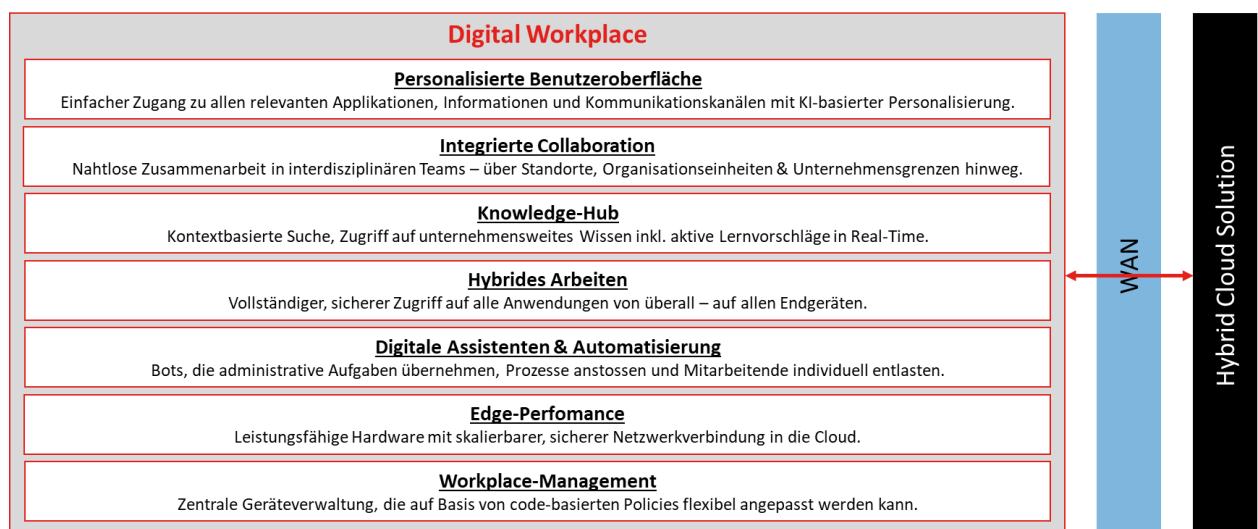 Digital Workplace
Personalisierte Benutzeroberfläche
Einfacher Zugang zu allen relevanten Applikationen, Informationen und Kommunikationskanälen mit KI-basierter Personalisierung.
Integrierte Collaboration
Nahtlose Zusammenarbeit in interdisziplinären Teams – über Standorte, Organisationseinheiten & Unternehmensgrenzen hinweg.
Knowledge-Hub
Kontextbasierte Suche, Zugriff auf unternehmensweites Wissen inkl. aktive Lernvorschläge in Real-Time.
Hybrides Arbeiten
Vollständiger, sicherer Zugriff auf alle Anwendungen von überall – auf allen Endgeräten.
Digitale Assistenten & Automatisierung
Bots, die administrative Aufgaben übernehmen, Prozesse anstossen und Mitarbeitende individuell entlasten.
Edge-Perfomance
Leistungsfähige Hardware mit skalierbarer, sicherer Netzwerkverbindung in die Cloud.
Workplace-Management
Zentrale Geräteverwaltung, die auf Basis von code-basierten Policies flexibel angepasst werden kann.
WAN
Hybrid Cloud Solution